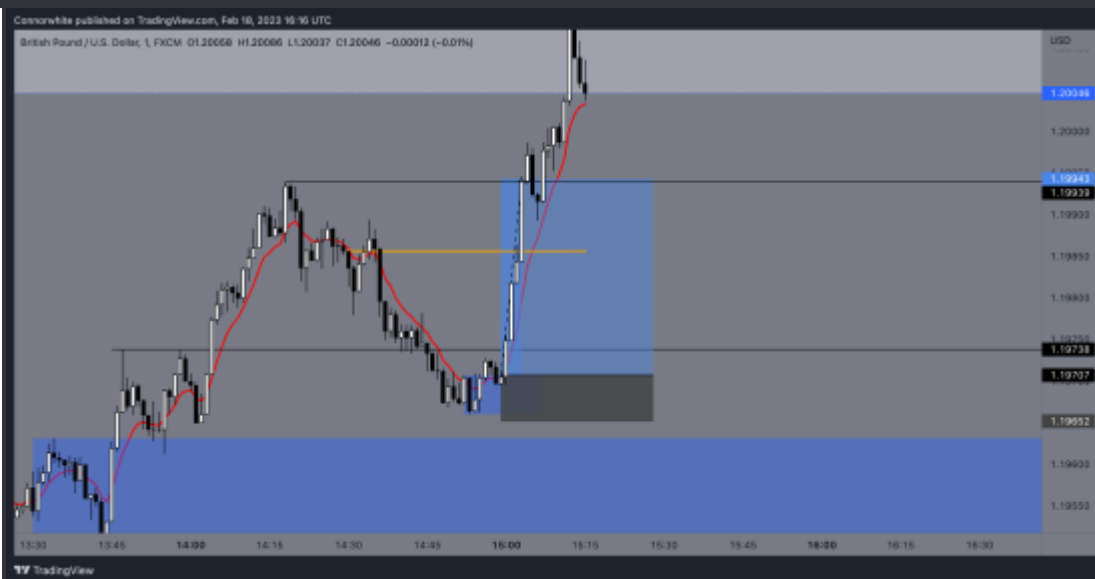 Connorwhite published on TradingView.com, Feb 18, 2023 16:16 UTC
British Pound / U.S. Dollar, 1, FXCM O1.20058 H1.20086 L1.20037 C1.20046 −0.00012 (−0.01%)
USD
1.20046
1.20000
1.19943
1.19939
1.19900
1.19850
1.19800
1.19750
1.19738
1.19707
1.19652
1.19600
1.19550
13:30 13:45 14:00 14:15 14:30 14:45 15:00 15:15 15:30 15:45 16:00 16:15 16:30
TradingView